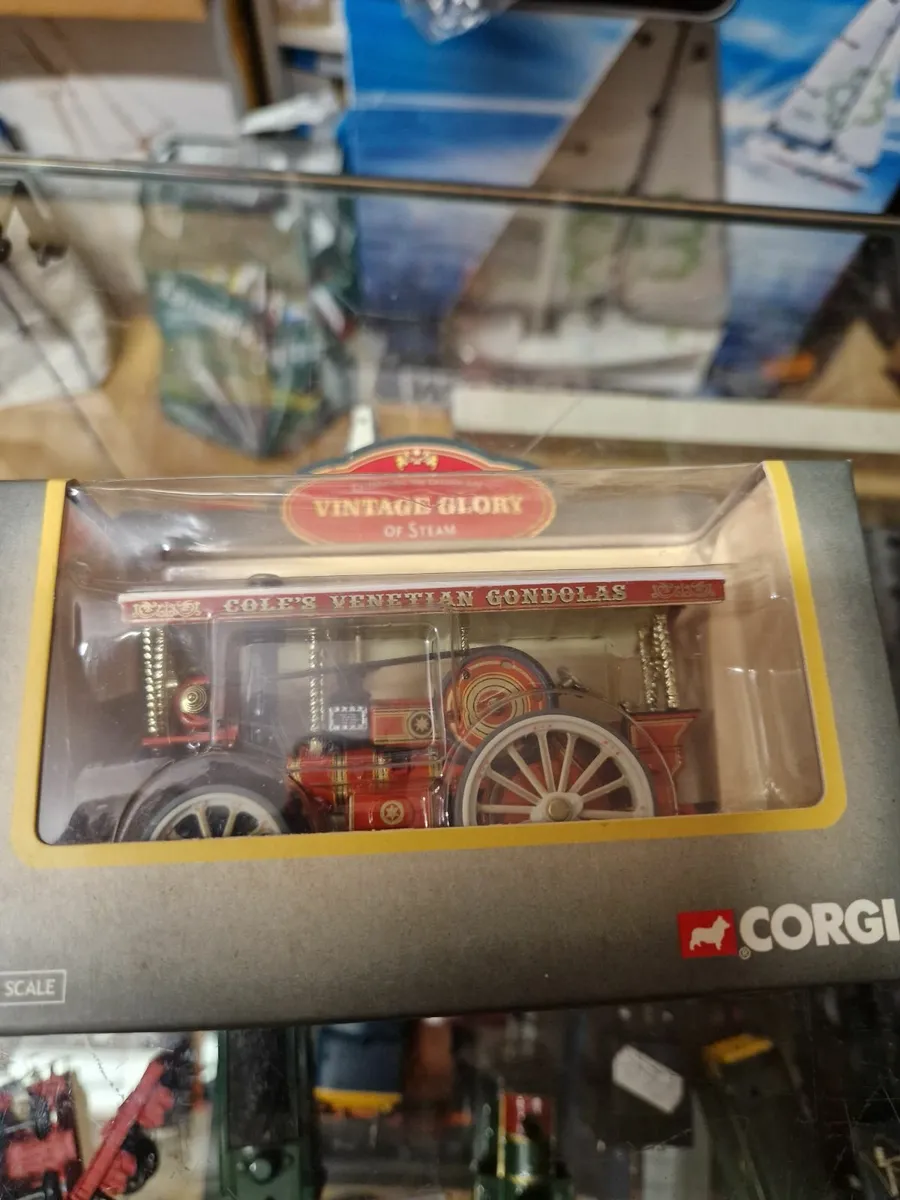 VINTAGE GLORY
OF STEAM
COLE'S VENETIAN GONDOLAS
CORGI
®
SCALE